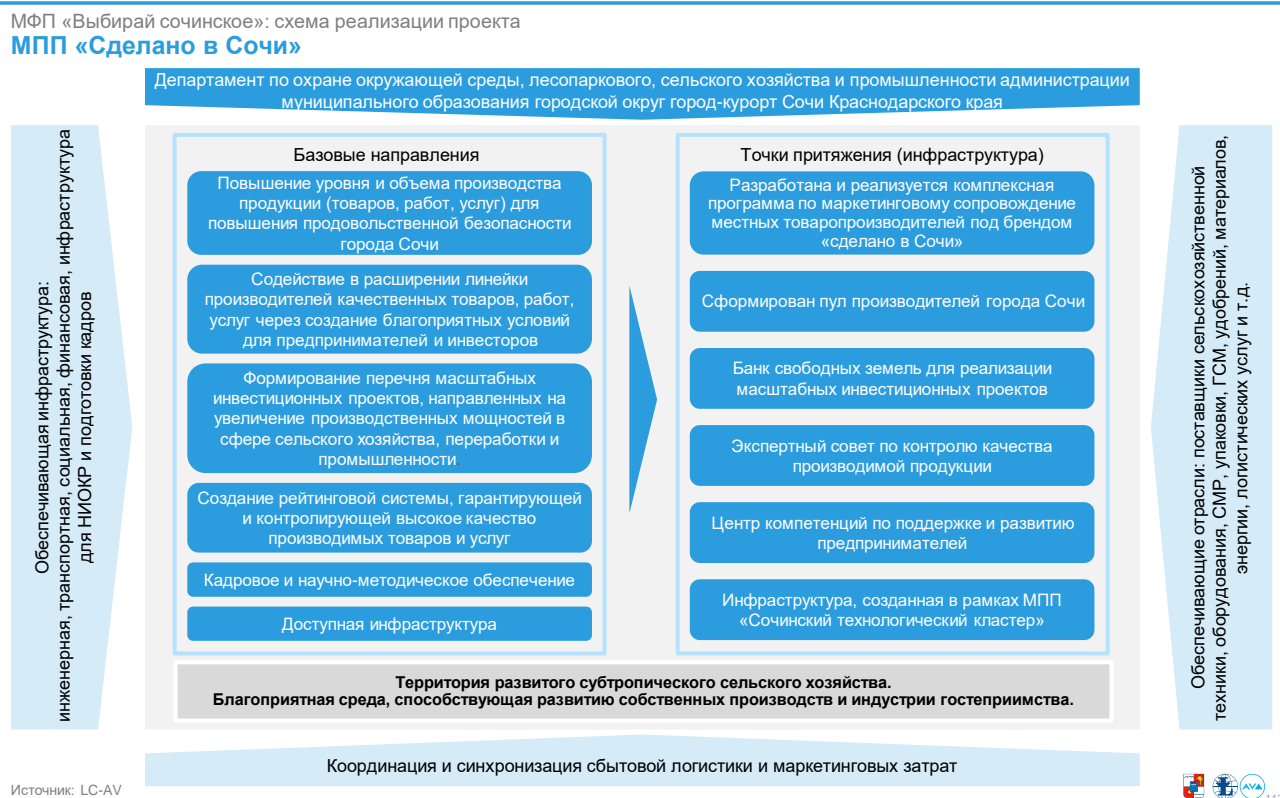 МФП «Выбирай сочинское»: схема реализации проекта
МПП «Сделано в Сочи»
Департамент по охране окружающей среды, лесопаркового, сельского хозяйства и промышленности администрации
муниципального образования городской округ город-курорт Сочи Краснодарского края
Обеспечивающая инфраструктура:
инженерная, транспортная, социальная, финансовая, инфраструктура
для НИОКР и подготовки кадров
Базовые направления
Повышение уровня и объема производства
продукции (товаров, работ, услуг) для
повышения продовольственной безопасности
города Сочи
Содействие в расширении линейки
производителей качественных товаров, работ,
услуг через создание благоприятных условий
для предпринимателей и инвесторов
Формирование перечня масштабных
инвестиционных проектов, направленных на
увеличение производственных мощностей в
сфере сельского хозяйства, переработки и
промышленности
Создание рейтинговой системы, гарантирующей
и контролирующей высокое качество
производимых товаров и услуг
Кадровое и научно-методическое обеспечение
Доступная инфраструктура
Точки притяжения (инфраструктура)
Разработана и реализуется комплексная
программа по маркетинговому сопровождение
местных товаропроизводителей под брендом
«сделано в Сочи»
Сформирован пул производителей города Сочи
Банк свободных земель для реализации
масштабных инвестиционных проектов
Экспертный совет по контролю качества
производимой продукции
Центр компетенций по поддержке и развитию
предпринимателей
Инфраструктура, созданная в рамках МПП
«Сочинский технологический кластер»
Обеспечивающие отрасли: поставщики сельскохозяйственной
техники, оборудования, СМР, упаковки, ГСМ, удобрений, материапов,
энергии, логистических услуг и т.д.
Территория развитого субтропического сельского хозяйства.
Благоприятная среда, способствующая развитию собственных производств и индустрии гостеприимства.
Координация и синхронизация сбытовой логистики и маркетинговых затрат
Источник: LC-AV
AVA